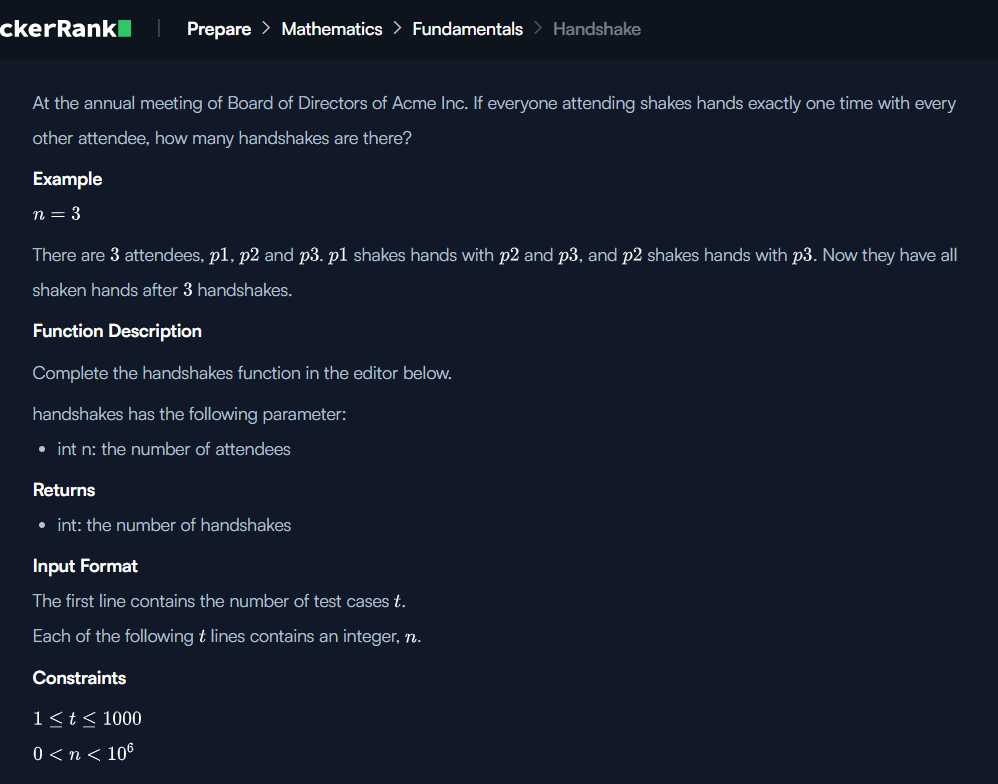 ckerRank
Prepare > Mathematics > Fundamentals > Handshake
At the annual meeting of Board of Directors of Acme Inc. If everyone attending shakes hands exactly one time with every
other attendee, how many handshakes are there?
Example
n = 3
There are 3 attendees, p1, p2 and p3. p1 shakes hands with p2 and p3, and p2 shakes hands with p3. Now they have all
shaken hands after 3 handshakes.
Function Description
Complete the handshakes function in the editor below.
handshakes has the following parameter:
• int n: the number of attendees
Returns
• int: the number of handshakes
Input Format
The first line contains the number of test cases t.
Each of the following t lines contains an integer, n.
Constraints
1 ≤ t ≤ 1000
0 < n < 10⁶